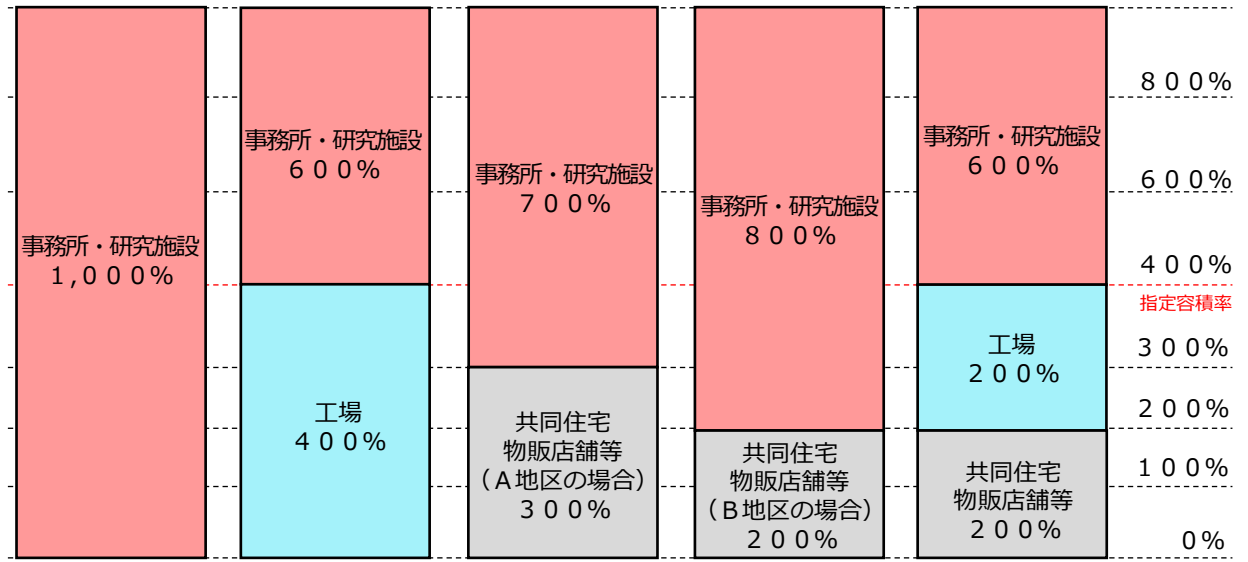 事務所・研究施設
１,０００％
事務所・研究施設
６００％
工場
４００％
事務所・研究施設
７００％
共同住宅
物販店舗等
（Ａ地区の場合）
３００％
事務所・研究施設
８００％
共同住宅
物販店舗等
（Ｂ地区の場合）
２００％
事務所・研究施設
６００％
工場
２００％
共同住宅
物販店舗等
２００％
８００％
６００％
４００％
指定容積率
３００％
２００％
１００％
０％